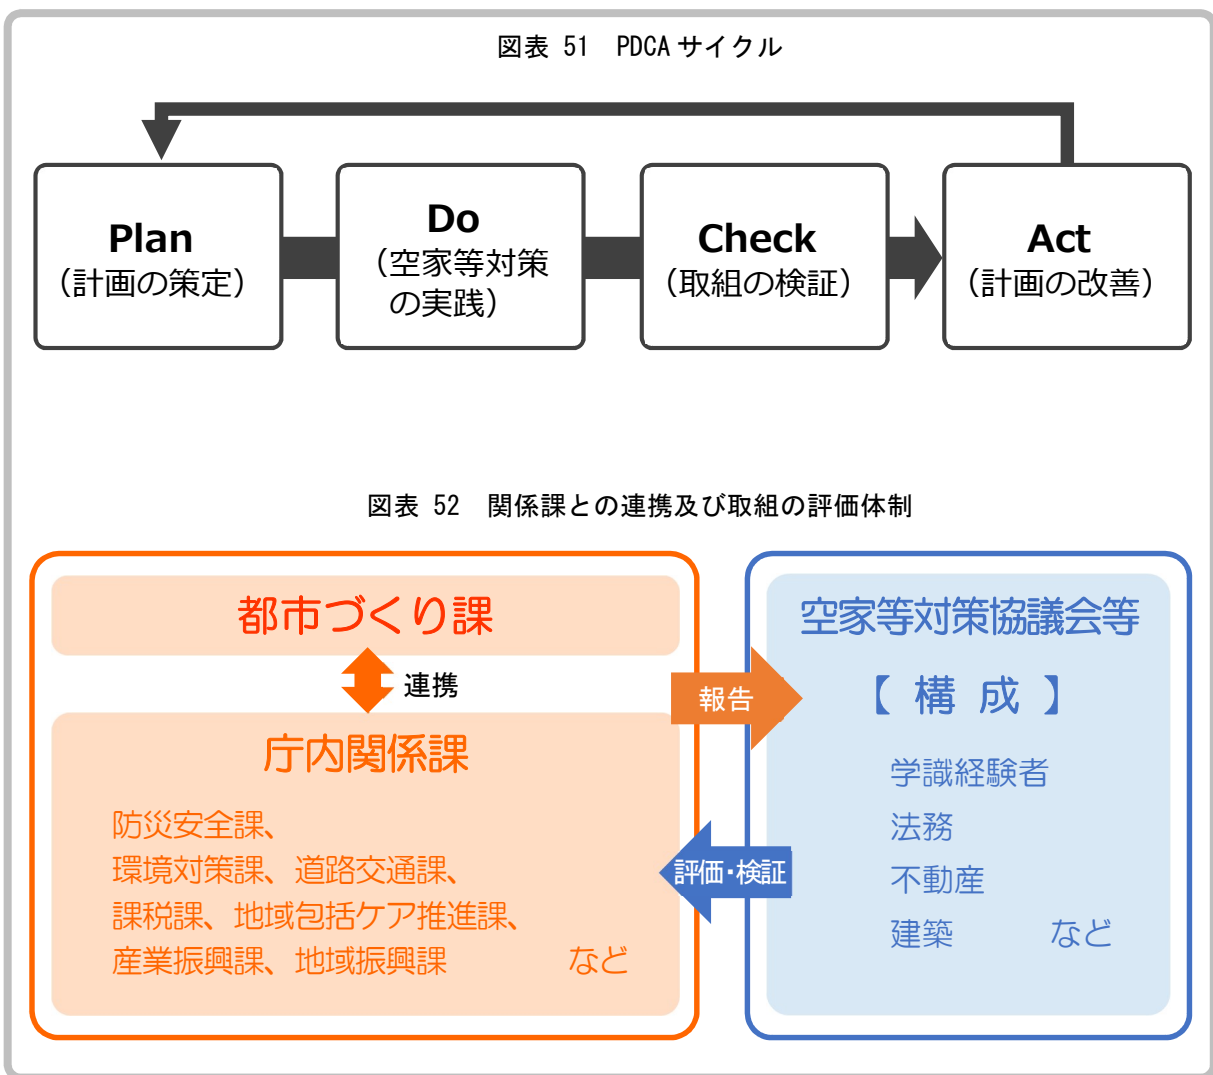 図表 51 PDCA サイクル
Plan
（計画の策定）
Do
（空家等対策
の実践）
Check
（取組の検証）
Act
（計画の改善）
図表 52 関係課との連携及び取組の評価体制
都市づくり課
連携
庁内関係課
防災安全課、
環境対策課、道路交通課、
課税課、地域包括ケア推進課、
産業振興課、地域振興課 など
報告
評価・検証
空家等対策協議会等
【 構 成 】
学識経験者
法務
不動産
建築 など